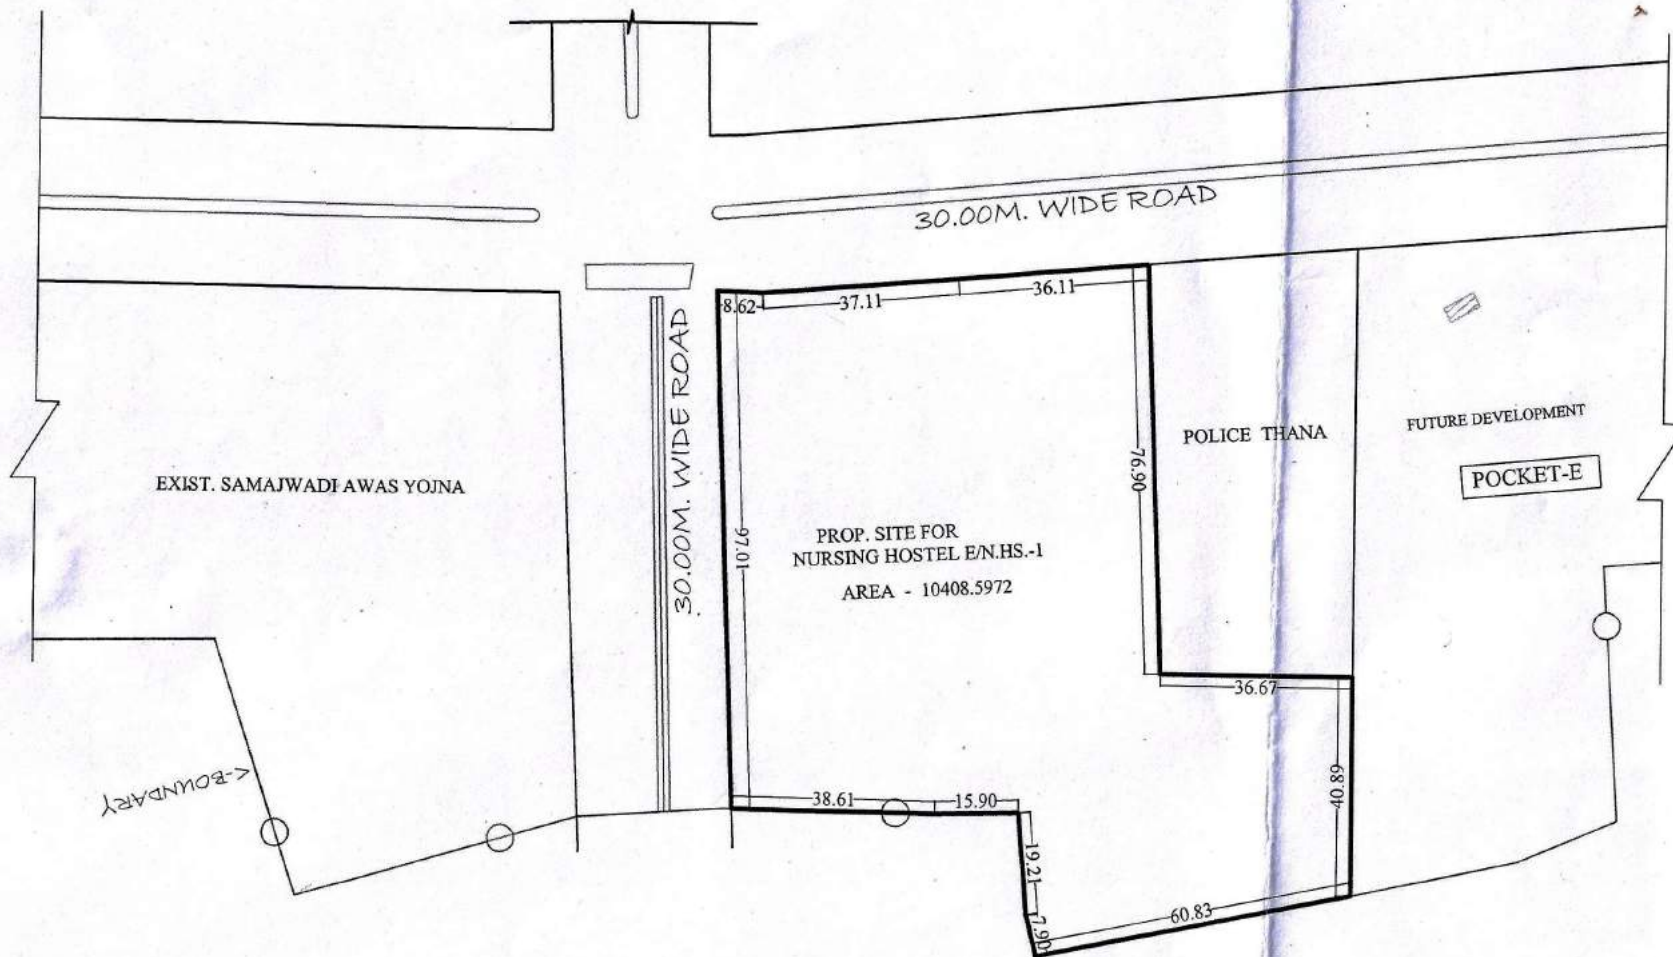 30.00M. WIDE ROAD
8.62
37.11
36.11
30.00M. WIDE ROAD
EXIST. SAMAJWADI AWAS YOJNA
97.01
PROP. SITE FOR
NURSING HOSTEL E/N.HS.-1
AREA - 10408.5972
76.90
POLICE THANA
FUTURE DEVELOPMENT
POCKET-E
36.67
<-BOUNDARY
38.61
15.90
40.89
19.21
7.90
60.83